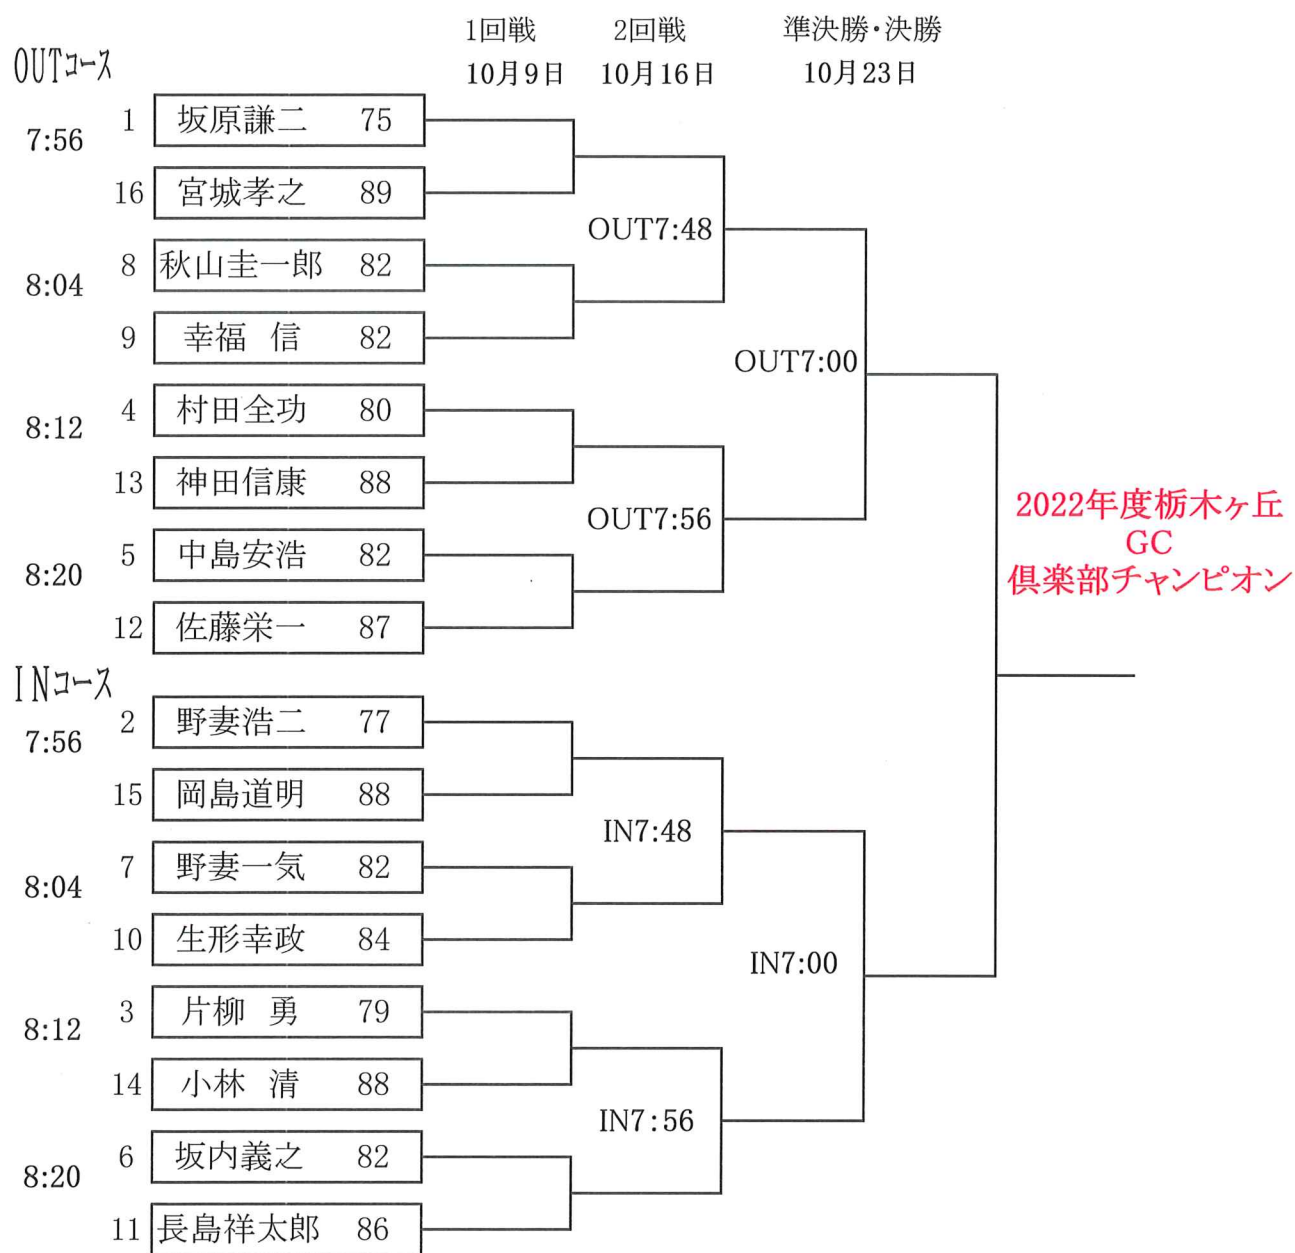 1回戦 2回戦 準決勝・決勝
OUTコース
10月9日 10月16日 10月23日
1 坂原謙二 75
7:56
16 宮城孝之 89
OUT7:48
8 秋山圭一郎 82
8:04
9 幸福 信 82
OUT7:00
4 村田全功 80
8:12
13 神田信康 88
OUT7:56
5 中島安浩 82
8:20
12 佐藤栄一 87
2022年度栃木ヶ丘
GC
倶楽部チャンピオン
INコース
2 野妻浩二 77
7:56
15 岡島道明 88
IN7:48
7 野妻一気 82
8:04
10 生形幸政 84
IN7:00
3 片柳 勇 79
8:12
14 小林 清 88
IN7:56
6 坂内義之 82
8:20
11 長島祥太郎 86